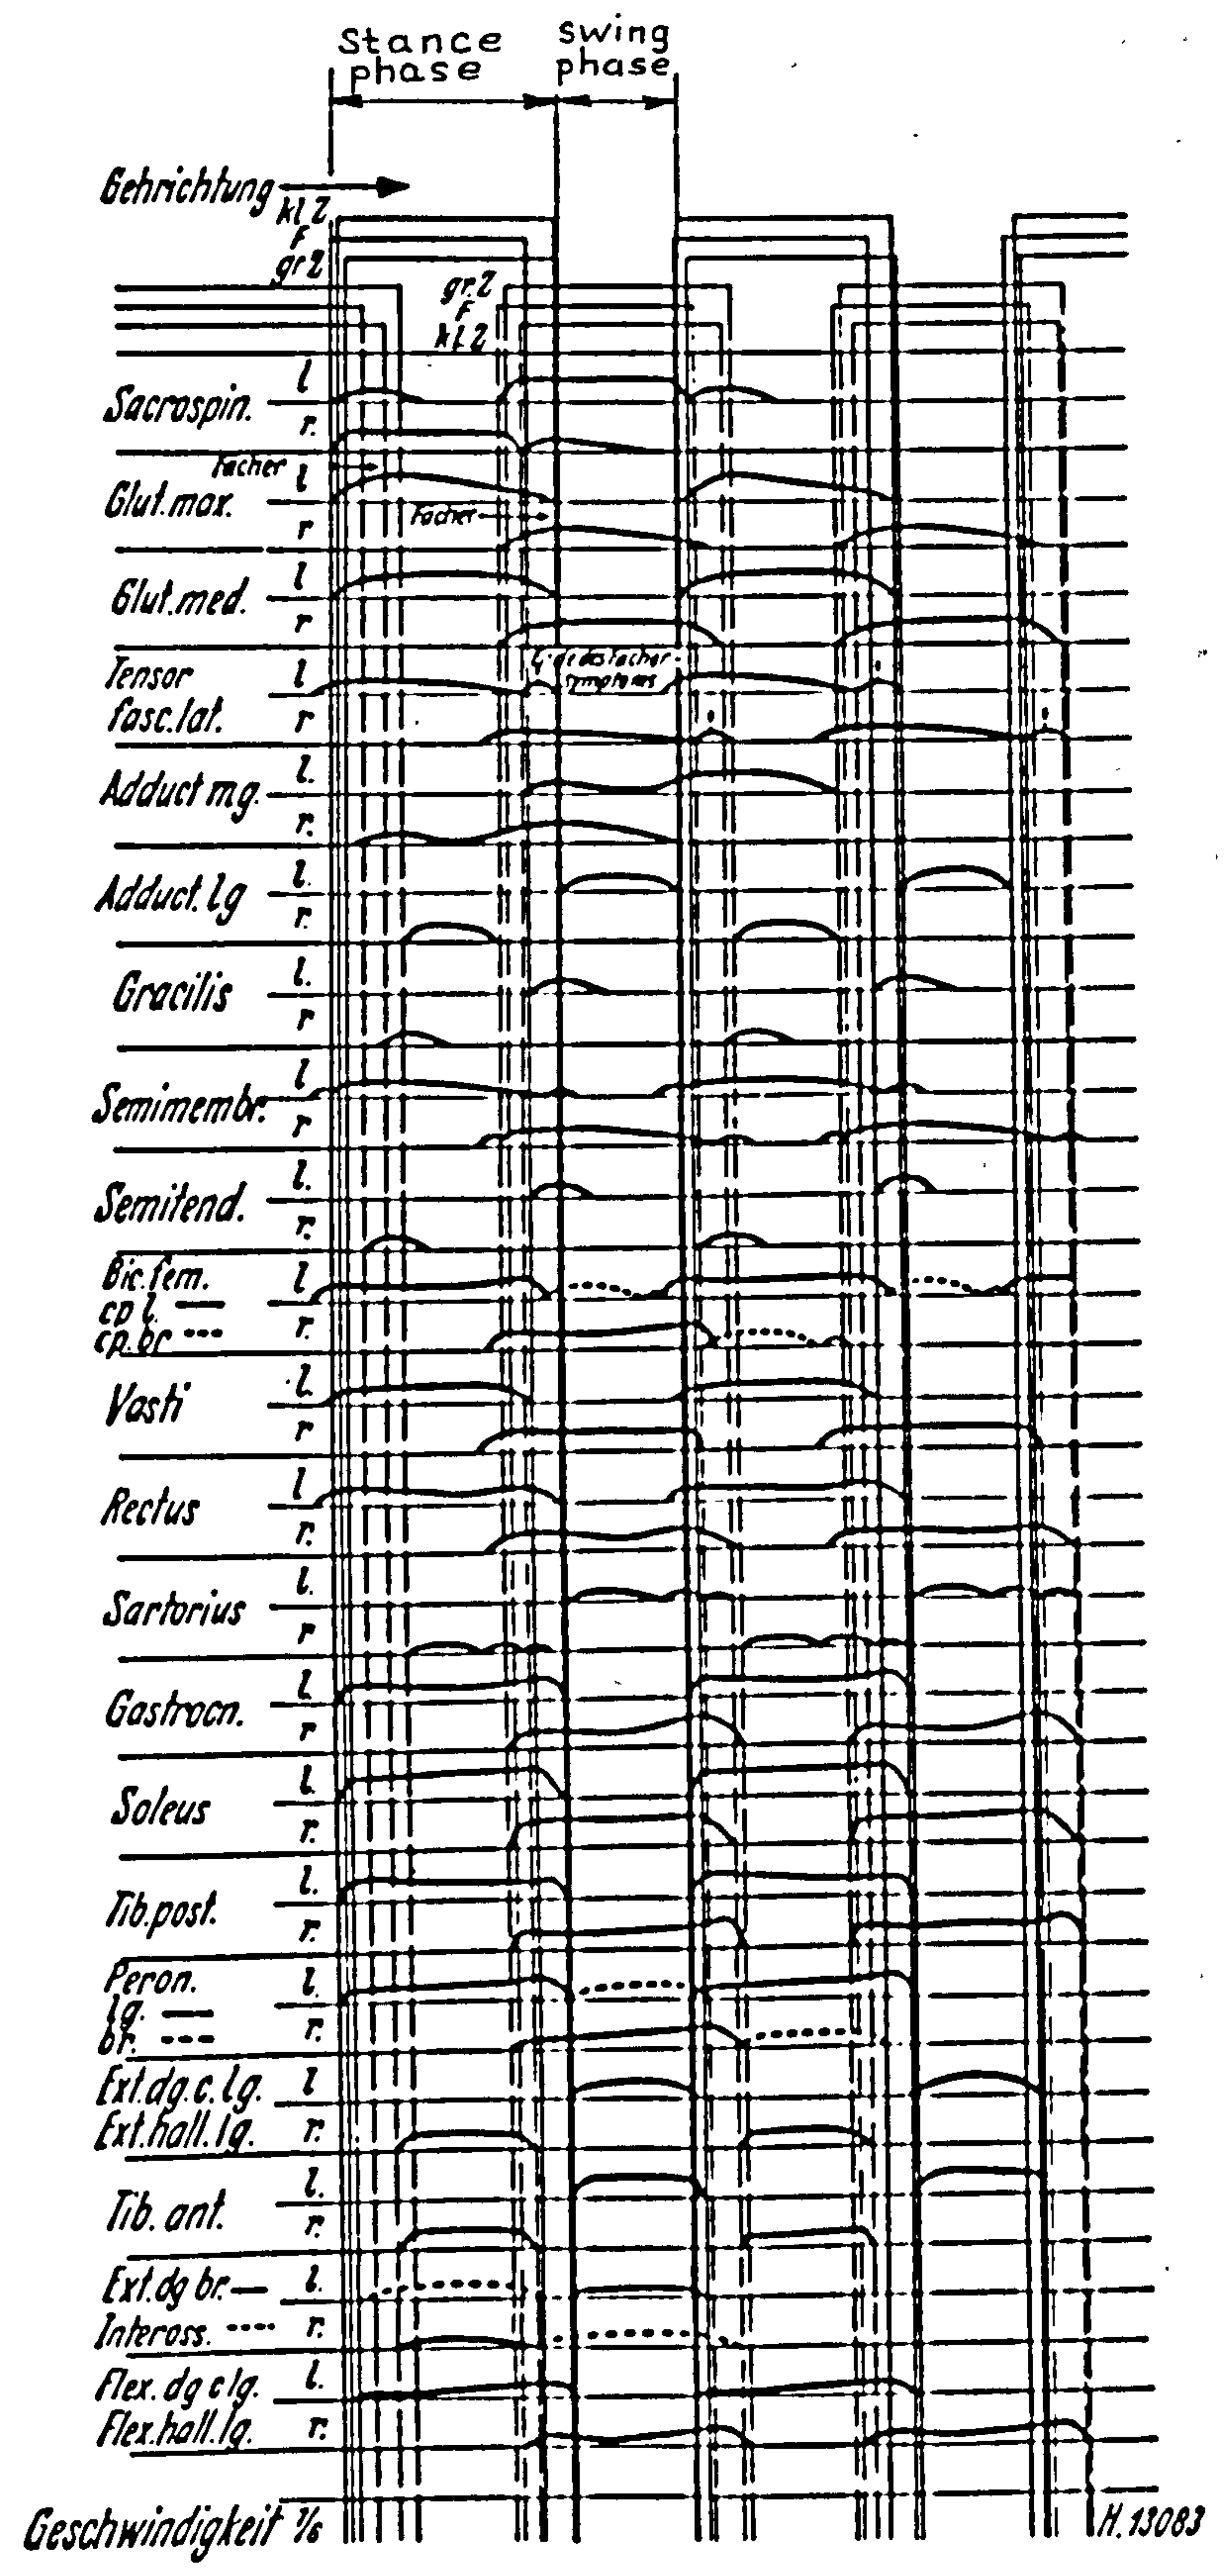 Stance
phase
swing
phase
Gehrichtung
kl.Z
F
gr Z
gr.Z
F
kl.Z
l
Sacrospin.
r.
Facher
l
Glut.max.
Facher
r
l
Glut.med.
r
Tensor l
fasc.lat. r
symptoms
l.
Adduct mg.
r.
l.
Adduct. lg
r.
l.
Gracilis
r
l
Semimembr.
r
l.
Semitend.
r.
Bic.fem. l
cp l.
cp.br r.
l.
Vasti
r
l
Rectus
r.
l.
Sartorius
r
l
Gastrocn.
r
l.
Soleus
r.
l.
Tib.post.
r.
Peron. l.
lg.
br. r.
Ext.dg.c.lg. l
Ext.hall.lg. r.
l.
Tib. ant.
r.
Ext.dg br. l.
Inteross. r.
Flex.dg c lg. l.
Flex.hall.lg. r.
Geschwindigkeit 1/6
H.13083